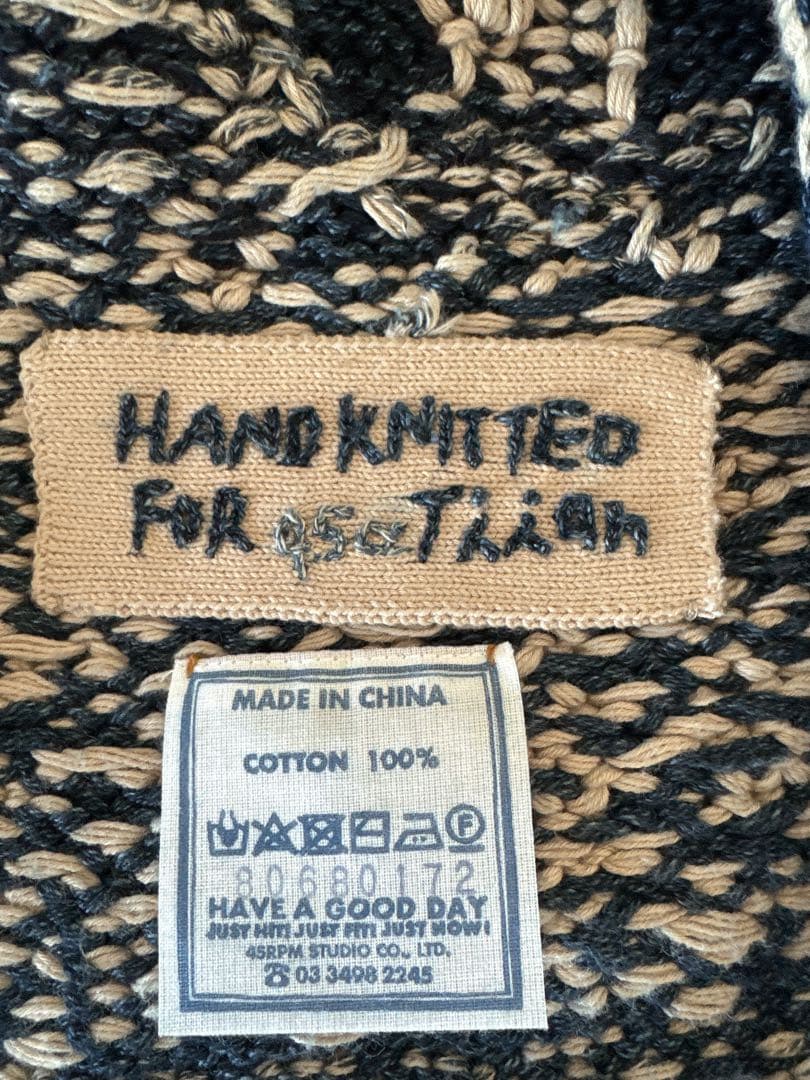 HAND KNITTED
FOR 45R
MADE IN CHINA
COTTON 100%
F
80680172
HAVE A GOOD DAY
JUST HIT! JUST FIT! JUST NOW!
45RPM STUDIO CO., LTD.
☎ 03 3498 2245